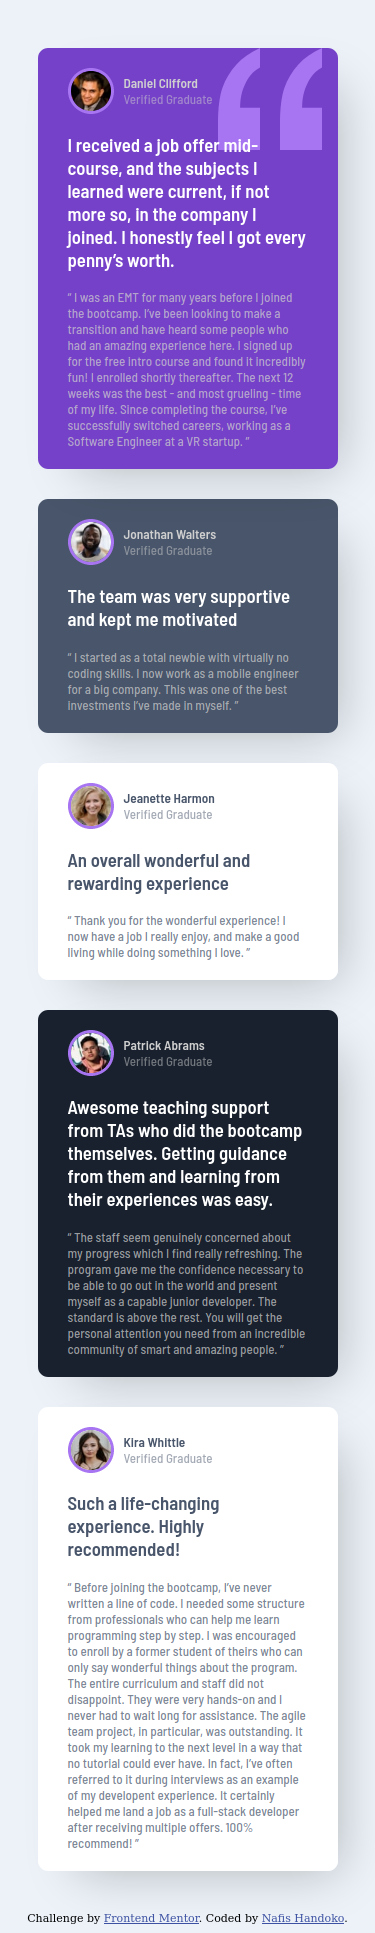 Daniel Clifford
Verified Graduate
I received a job offer mid-
course, and the subjects I
learned were current, if not
more so, in the company I
joined. I honestly feel I got every
penny’s worth.
“ I was an EMT for many years before I joined
the bootcamp. I’ve been looking to make a
transition and have heard some people who
had an amazing experience here. I signed up
for the free intro course and found it incredibly
fun! I enrolled shortly thereafter. The next 12
weeks was the best - and most grueling - time
of my life. Since completing the course, I’ve
successfully switched careers, working as a
Software Engineer at a VR startup. ”
Jonathan Walters
Verified Graduate
The team was very supportive
and kept me motivated
“ I started as a total newbie with virtually no
coding skills. I now work as a mobile engineer
for a big company. This was one of the best
investments I’ve made in myself. ”
Jeanette Harmon
Verified Graduate
An overall wonderful and
rewarding experience
“ Thank you for the wonderful experience! I
now have a job I really enjoy, and make a good
living while doing something I love. ”
Patrick Abrams
Verified Graduate
Awesome teaching support
from TAs who did the bootcamp
themselves. Getting guidance
from them and learning from
their experiences was easy.
“ The staff seem genuinely concerned about
my progress which I find really refreshing. The
program gave me the confidence necessary to
be able to go out in the world and present
myself as a capable junior developer. The
standard is above the rest. You will get the
personal attention you need from an incredible
community of smart and amazing people. ”
Kira Whittle
Verified Graduate
Such a life-changing
experience. Highly
recommended!
“ Before joining the bootcamp, I’ve never
written a line of code. I needed some structure
from professionals who can help me learn
programming step by step. I was encouraged
to enroll by a former student of theirs who can
only say wonderful things about the program.
The entire curriculum and staff did not
disappoint. They were very hands-on and I
never had to wait long for assistance. The agile
team project, in particular, was outstanding. It
took my learning to the next level in a way that
no tutorial could ever have. In fact, I’ve often
referred to it during interviews as an example
of my developent experience. It certainly
helped me land a job as a full-stack developer
after receiving multiple offers. 100%
recommend! ”
Challenge by Frontend Mentor. Coded by Nafis Handoko.